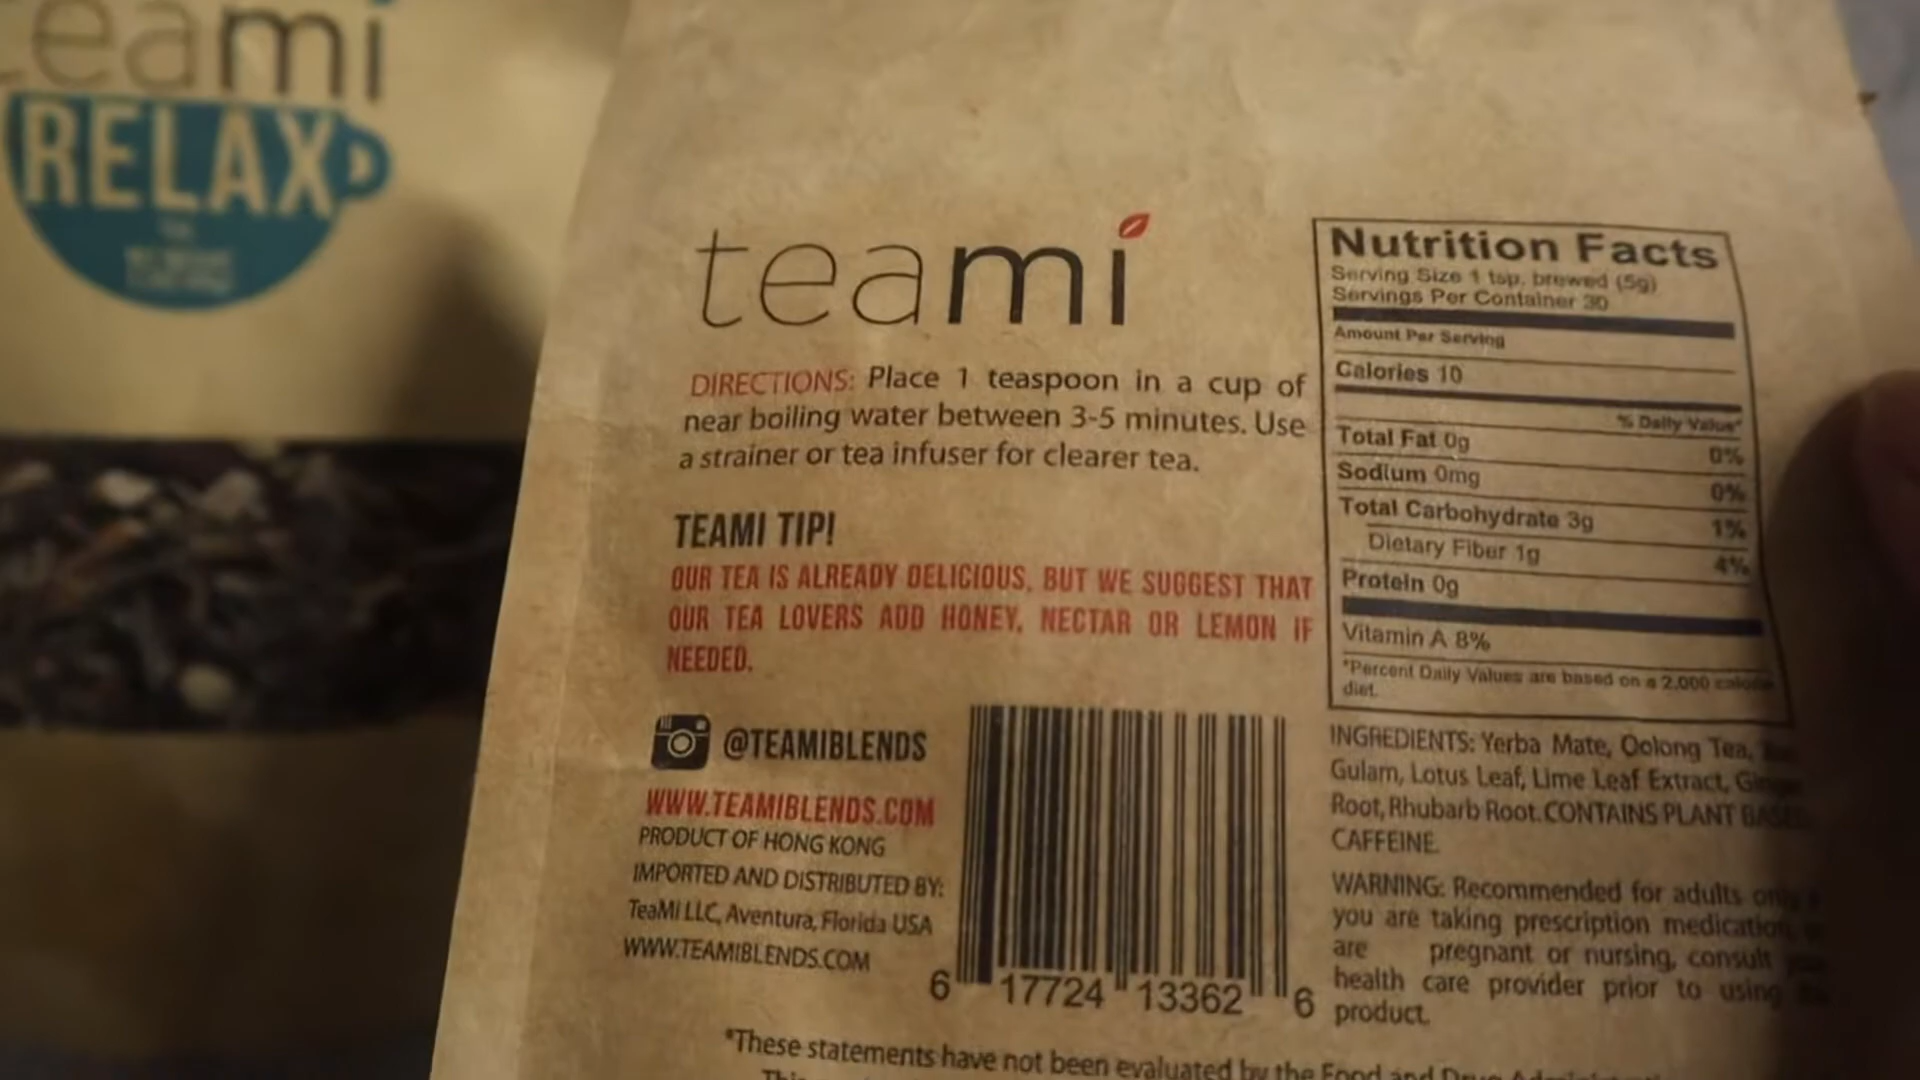 teami
RELAX
teami
DIRECTIONS: Place 1 teaspoon in a cup of
near boiling water between 3-5 minutes. Use
a strainer or tea infuser for clearer tea.
TEAMI TIP!
OUR TEA IS ALREADY DELICIOUS, BUT WE SUGGEST THAT
OUR TEA LOVERS ADD HONEY, NECTAR OR LEMON IF
NEEDED.
@TEAMIBLENDS
WWW.TEAMIBLENDS.COM
PRODUCT OF HONG KONG
IMPORTED AND DISTRIBUTED BY:
TeaMi LLC, Aventura, Florida USA
WWW.TEAMIBLENDS.COM
6 17724 13362 6
Nutrition Facts
Serving Size 1 tsp, brewed (5g)
Servings Per Container 30
Amount Per Serving
Calories 10
% Daily Value*
Total Fat 0g 0%
Sodium 0mg 0%
Total Carbohydrate 3g 1%
Dietary Fiber 1g 4%
Protein 0g
Vitamin A 8%
*Percent Daily Values are based on a 2,000 calorie
diet.
INGREDIENTS: Yerba Mate, Oolong Tea,
Gulam, Lotus Leaf, Lime Leaf Extract, Ginger
Root, Rhubarb Root. CONTAINS PLANT BASED
CAFFEINE.
WARNING: Recommended for adults only
you are taking prescription medication,
are pregnant or nursing, consult
health care provider prior to using
product.
*These statements have not been evaluated by the Food and Drug